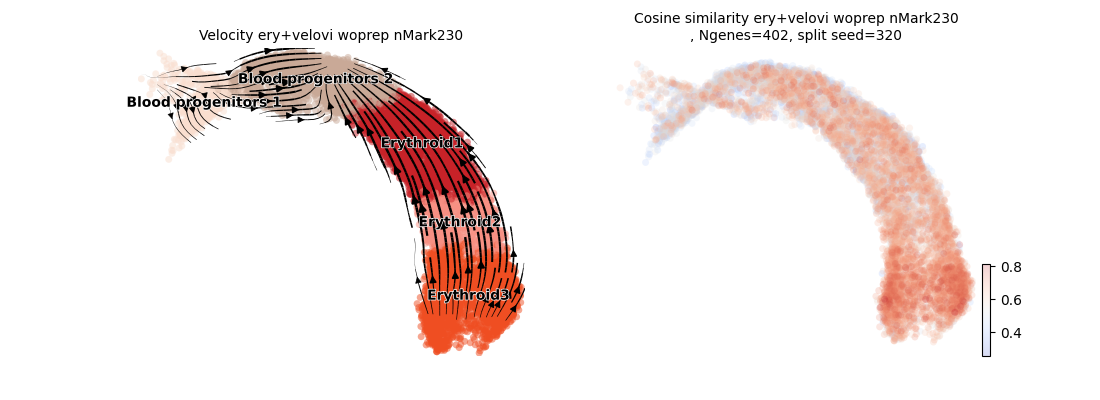 Velocity ery+velovi woprep nMark230
Blood progenitors 2
Blood progenitors 1
Erythroid1
Erythroid2
Erythroid3
Cosine similarity ery+velovi woprep nMark230
, Ngenes=402, split seed=320
0.8
0.6
0.4